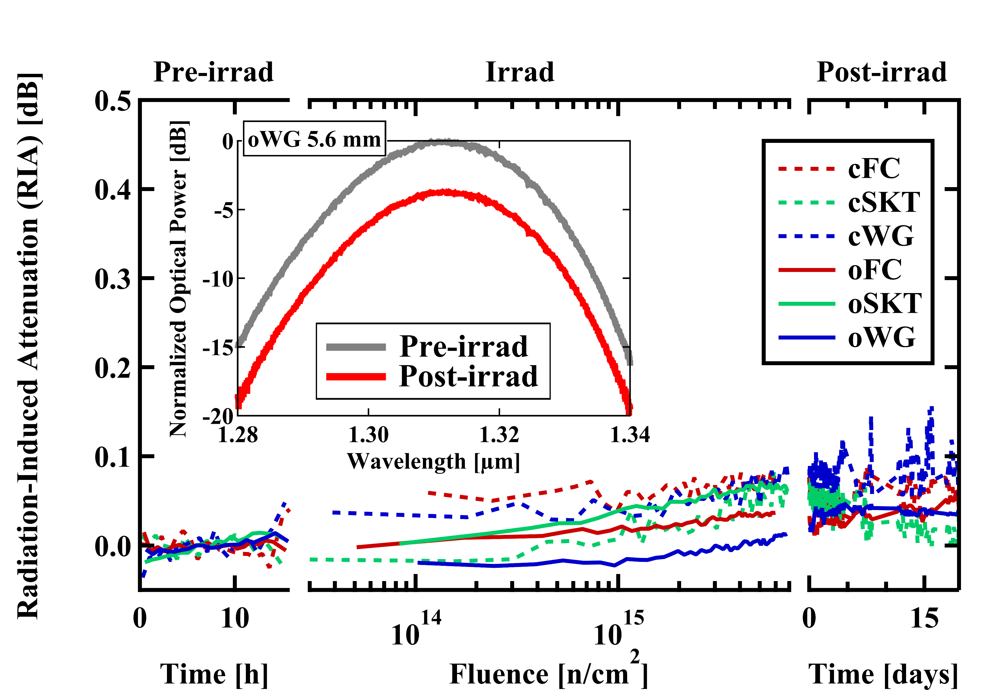 Pre-irrad Irrad Post-irrad
Radiation-Induced Attenuation (RIA) [dB]
0.5
0.4
0.3
0.2
0.1
0.0
oWG 5.6 mm
Normalized Optical Power [dB]
0
-5
-10
-15
-20
Pre-irrad
Post-irrad
1.28 1.30 1.32 1.34
Wavelength [µm]
cFC
cSKT
cWG
oFC
oSKT
oWG
0 10 10^14 10^15 0 15
Time [h] Fluence [n/cm^2] Time [days]